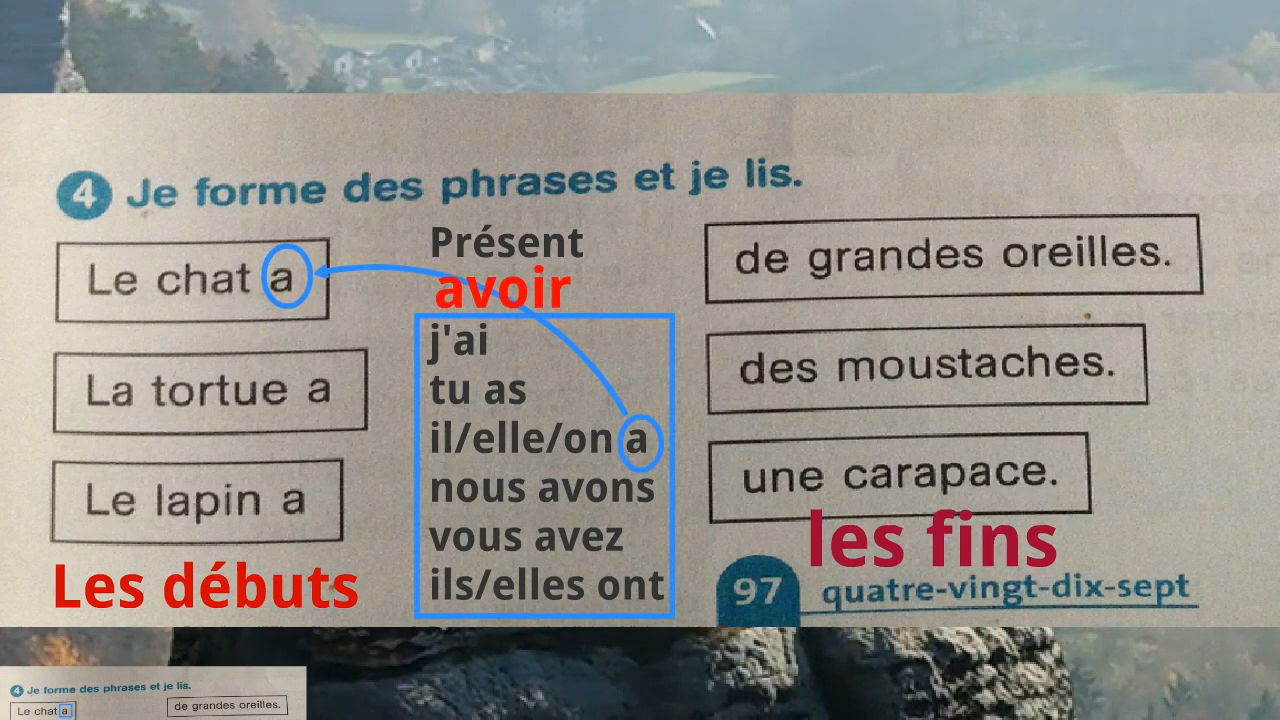 4 Je forme des phrases et je lis.
Le chat a
La tortue a
Le lapin a
Les débuts
Présent
avoir
j'ai
tu as
il/elle/on a
nous avons
vous avez
ils/elles ont
de grandes oreilles.
des moustaches.
une carapace.
les fins
97 quatre-vingt-dix-sept
4 Je forme des phrases et je lis.
Le chat a
de grandes oreilles.